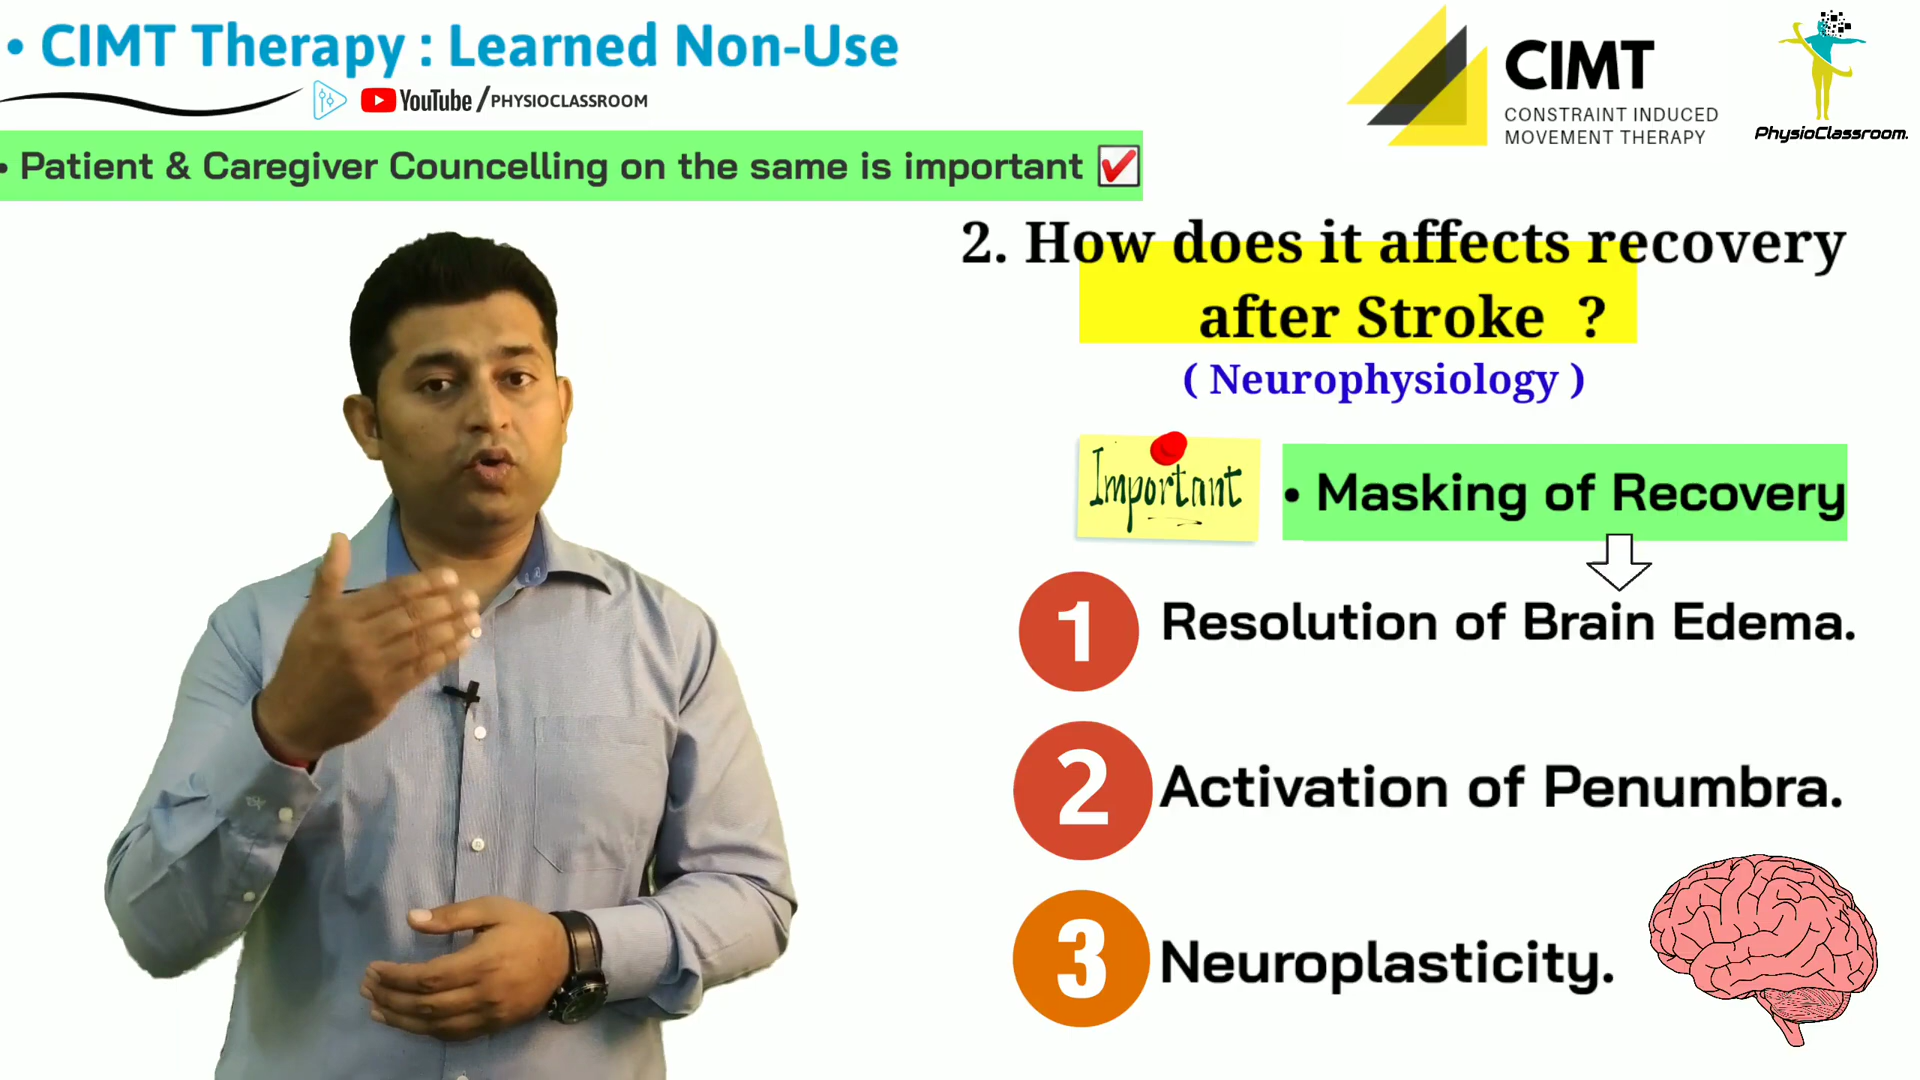 • CIMT Therapy : Learned Non-Use
YouTube /PHYSIOCLASSROOM
CIMT
CONSTRAINT INDUCED
MOVEMENT THERAPY
PhysioClassroom.
• Patient & Caregiver Councelling on the same is important
2. How does it affects recovery
after Stroke ?
( Neurophysiology )
Important
• Masking of Recovery
1 Resolution of Brain Edema.
2 Activation of Penumbra.
3 Neuroplasticity.